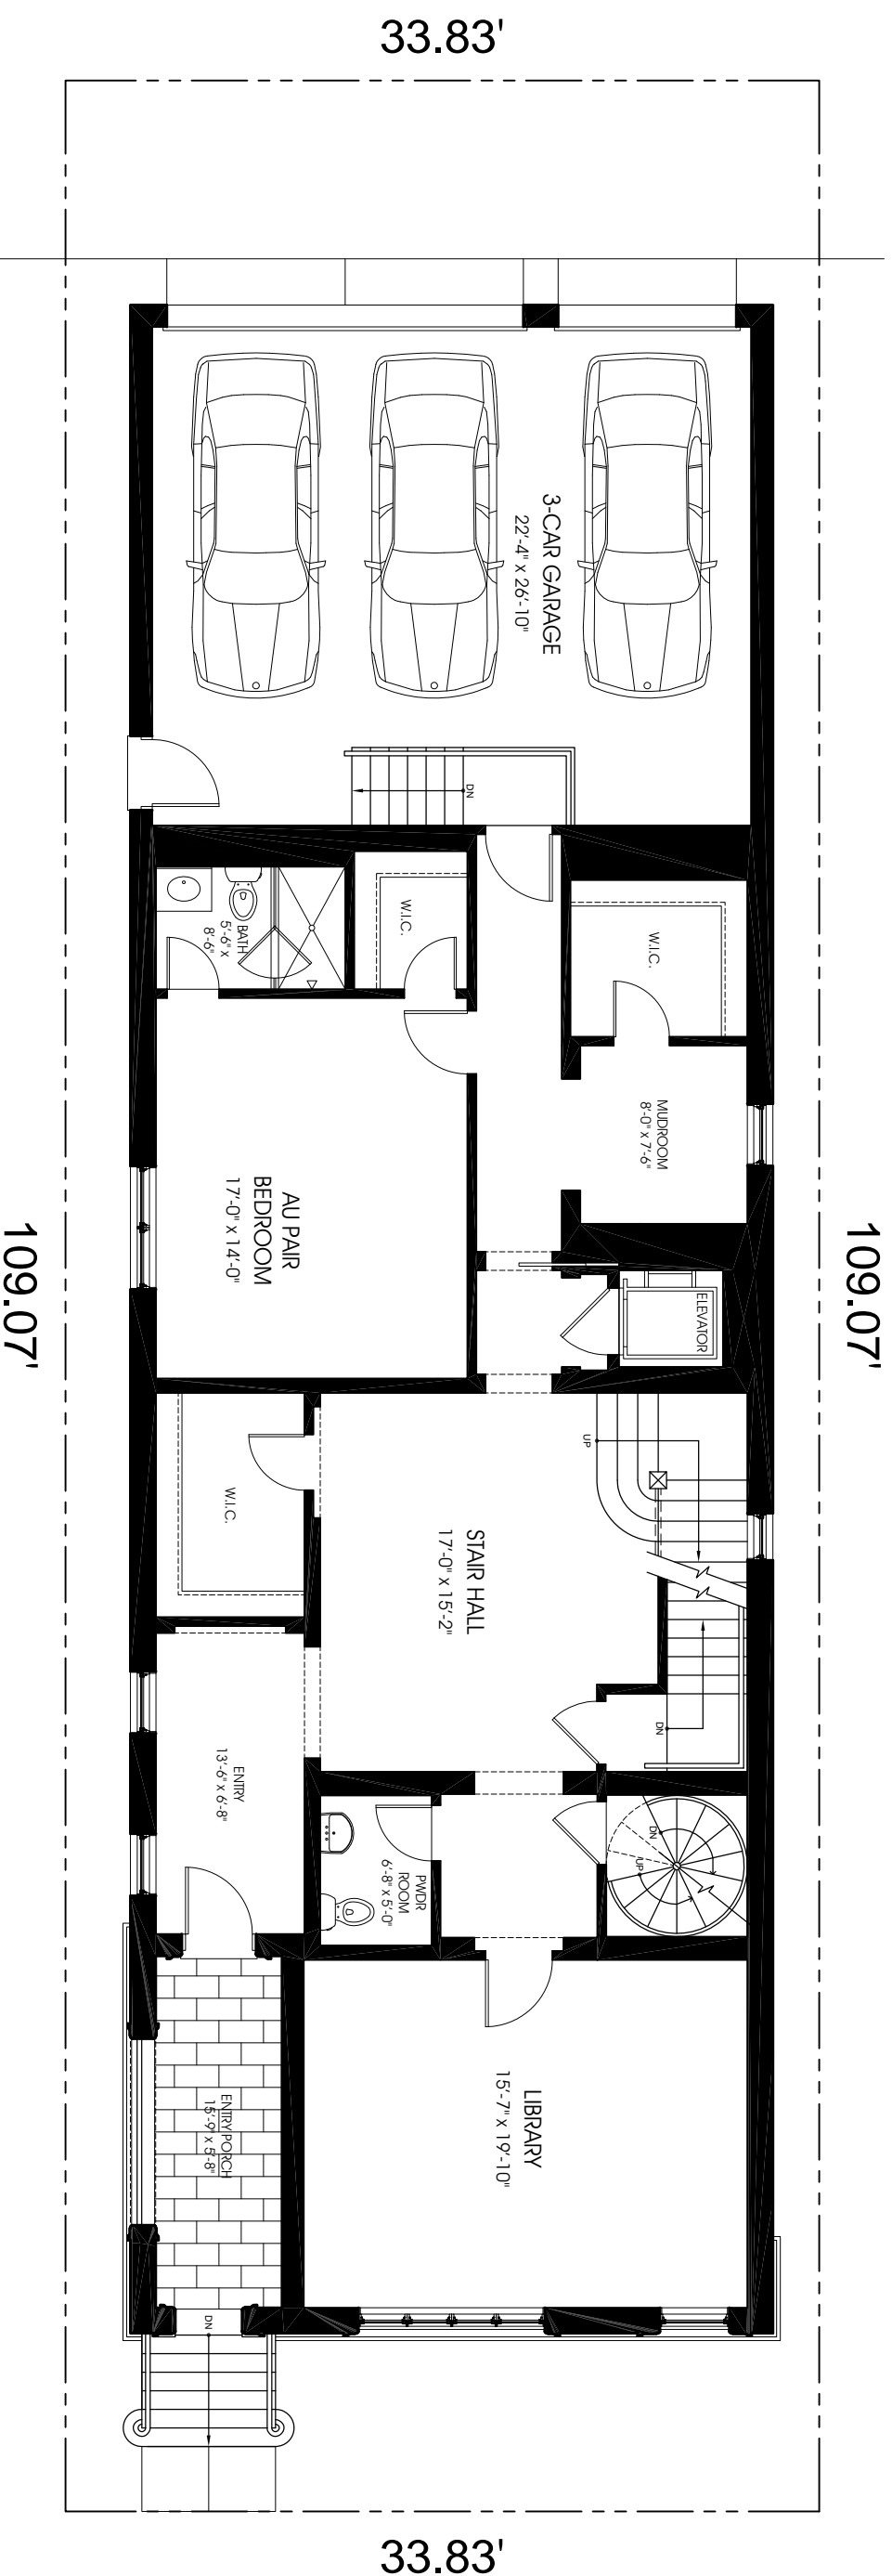 33.83'
3-CAR GARAGE
22'-4" x 26'-10"
DN
W.I.C.
BATH
5'-6" x
8'-6"
W.I.C.
MUDROOM
8'-0" x 7'-6"
AU PAIR
BEDROOM
17'-0" x 14'-0"
109.07'
109.07'
ELEVATOR
UP
W.I.C.
STAIR HALL
17'-0" x 15'-2"
DN
ENTRY
13'-6" x 6'-8"
DN
UP
PWDR
ROOM
6'-8" x 5'-0"
LIBRARY
15'-7" x 19'-10"
ENTRY PORCH
15'-9" x 5'-8"
DN
33.83'